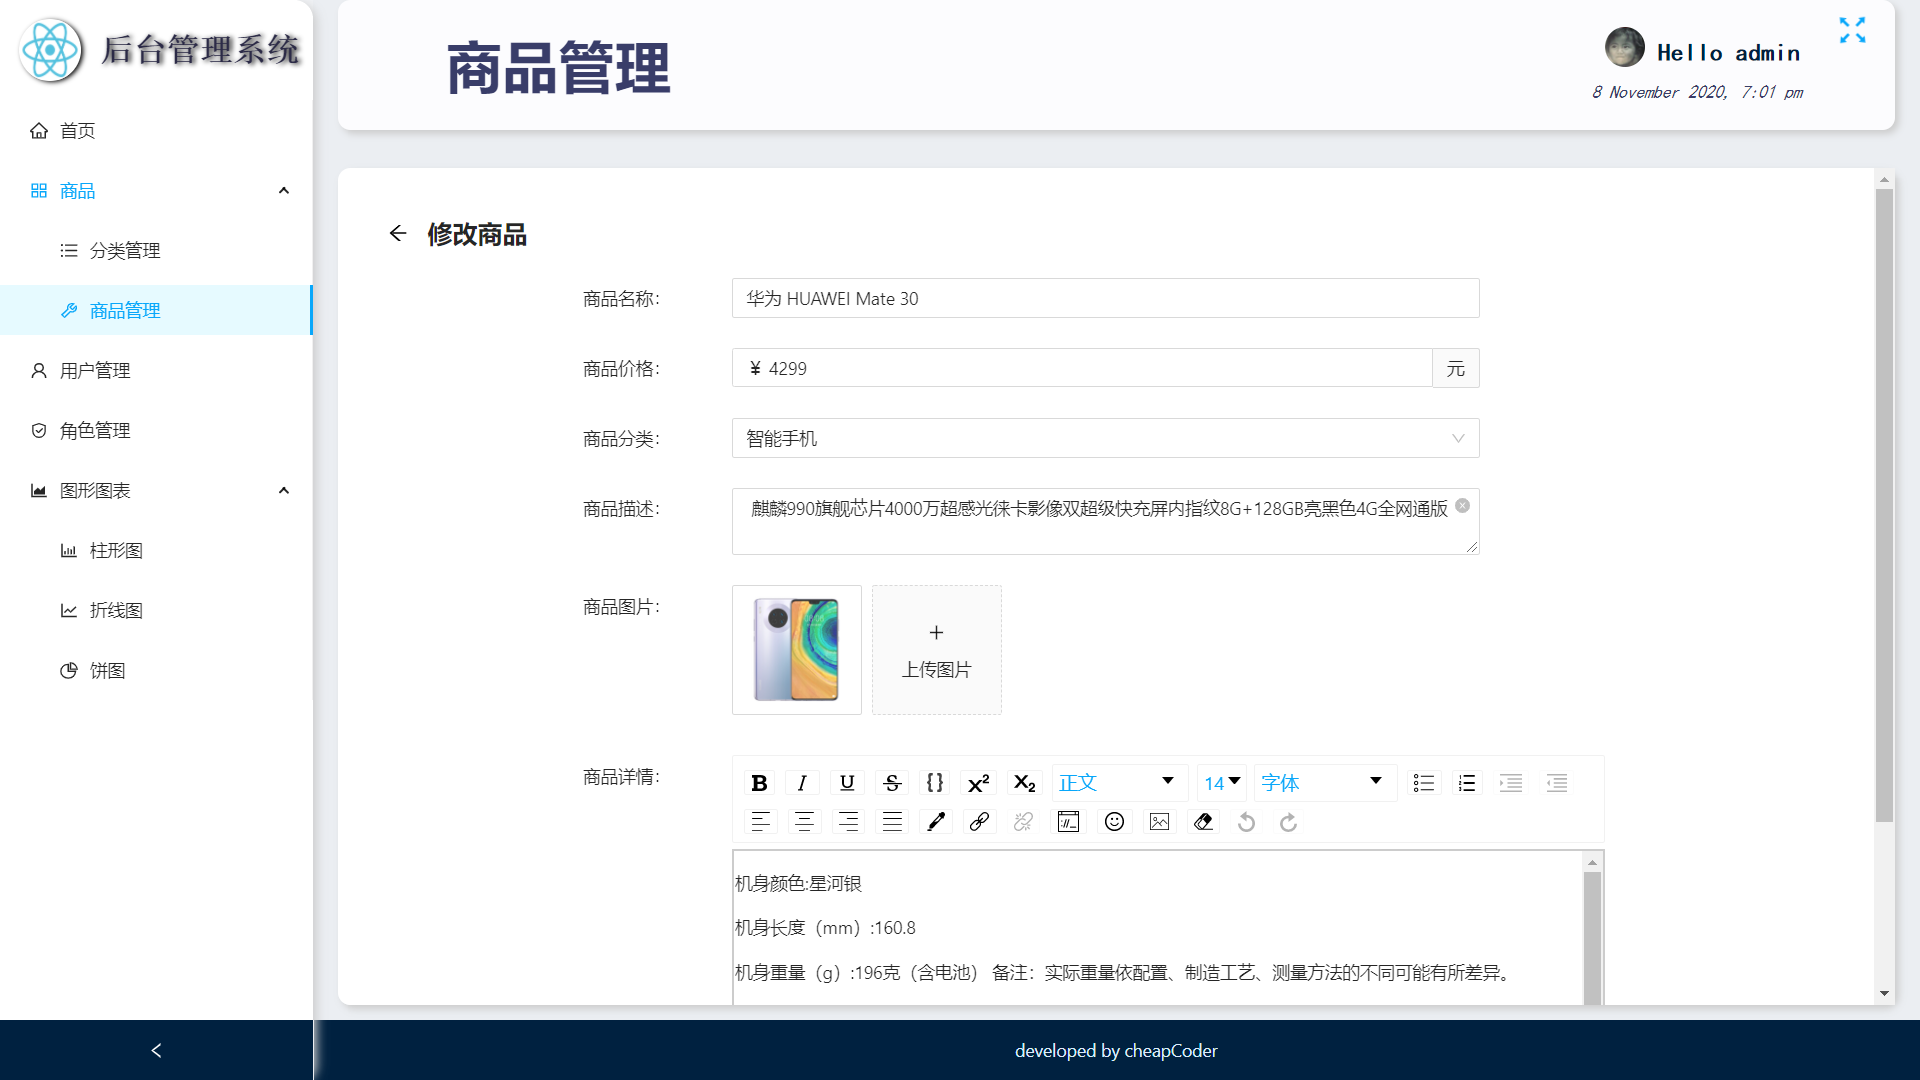 后台管理系统
首页
商品
分类管理
商品管理
用户管理
角色管理
图形图表
柱形图
折线图
饼图
商品管理
Hello admin
8 November 2020, 7:01 pm
修改商品
商品名称:
华为 HUAWEI Mate 30
商品价格:
¥ 4299
元
商品分类:
智能手机
商品描述:
麒麟990旗舰芯片4000万超感光徕卡影像双超级快充屏内指纹8G+128GB亮黑色4G全网通版
商品图片:
上传图片
商品详情:
正文
14
字体
机身颜色:星河银
机身长度（mm）:160.8
机身重量（g）:196克（含电池） 备注：实际重量依配置、制造工艺、测量方法的不同可能有所差异。
developed by cheapCoder